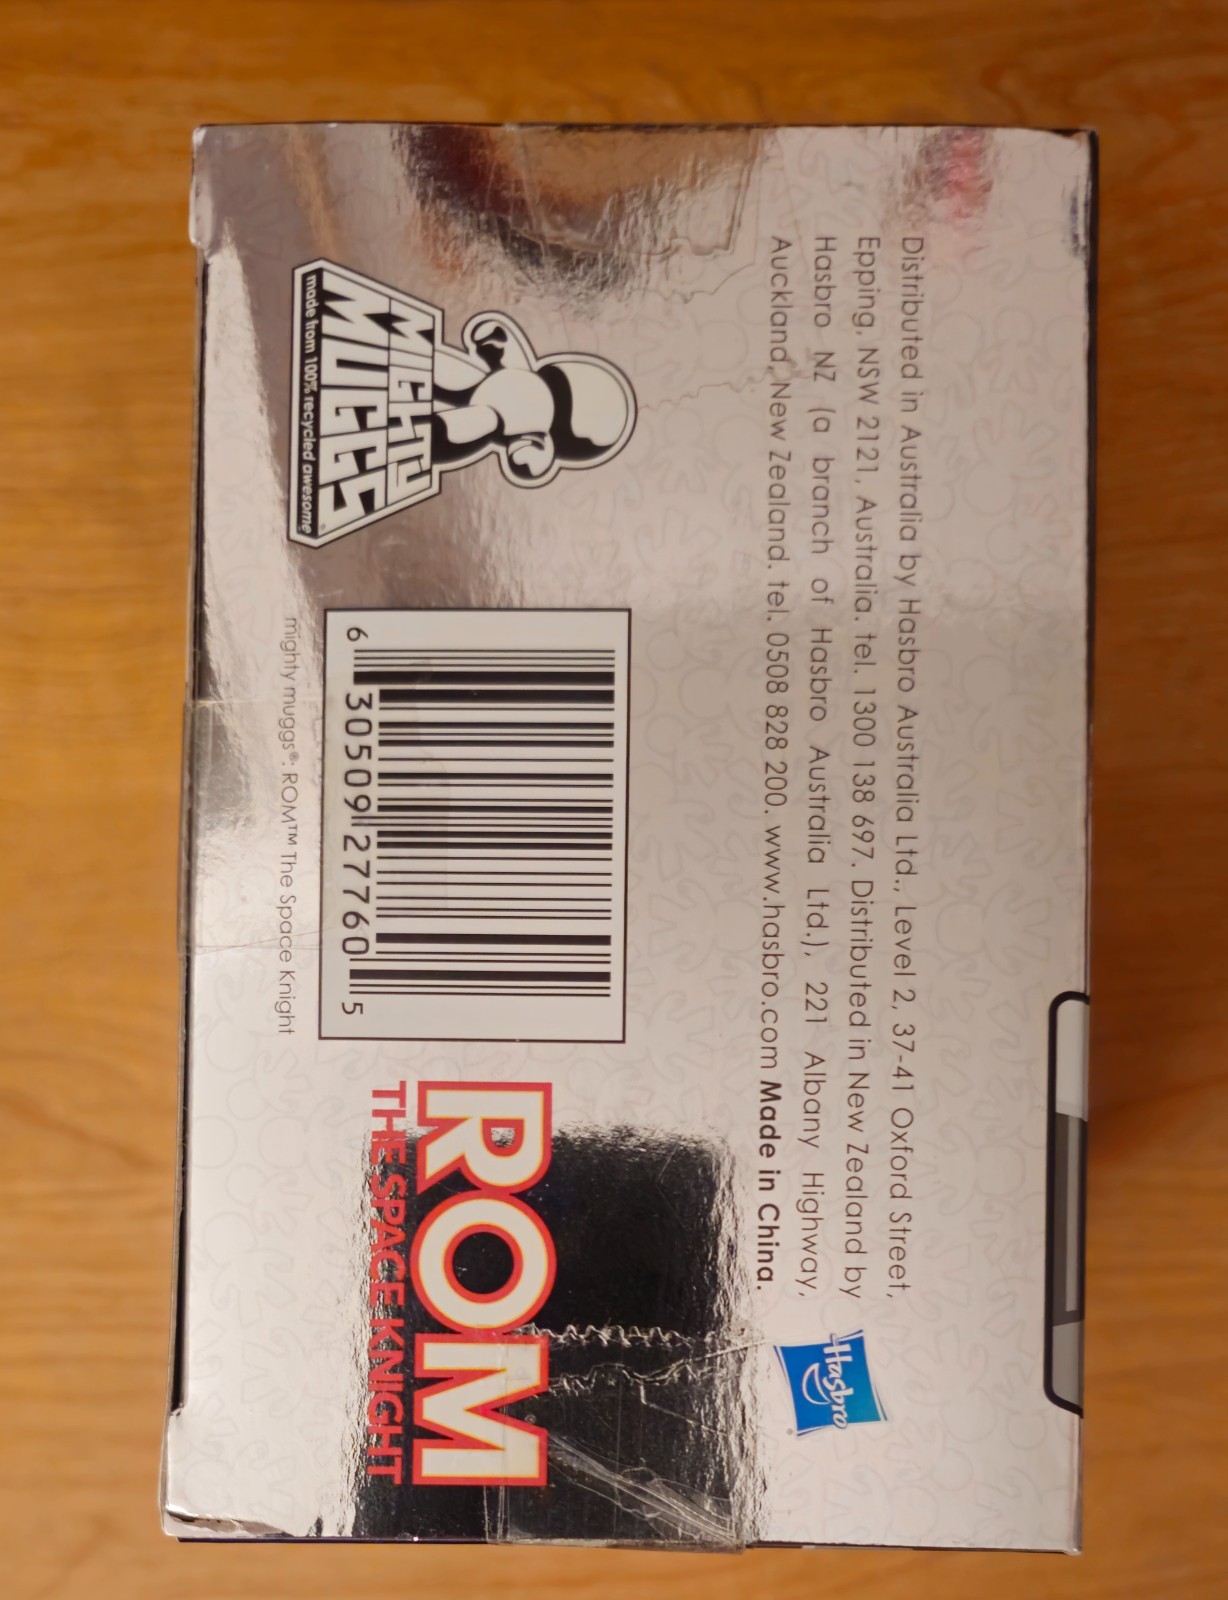 Distributed in Australia by Hasbro Australia Ltd., Level 2, 37-41 Oxford Street,
Epping, NSW 2121, Australia. tel. 1300 138 697. Distributed in New Zealand by
Hasbro NZ (a branch of Hasbro Australia Ltd.), 221 Albany Highway,
Auckland, New Zealand. tel. 0508 828 200. www.hasbro.com Made in China.
Hasbro
MIGHTY
MUGGS
made from 100% recycled awesome
6 30509 27760 5
mighty muggs®: ROM™ The Space Knight
ROM
THE SPACE KNIGHT